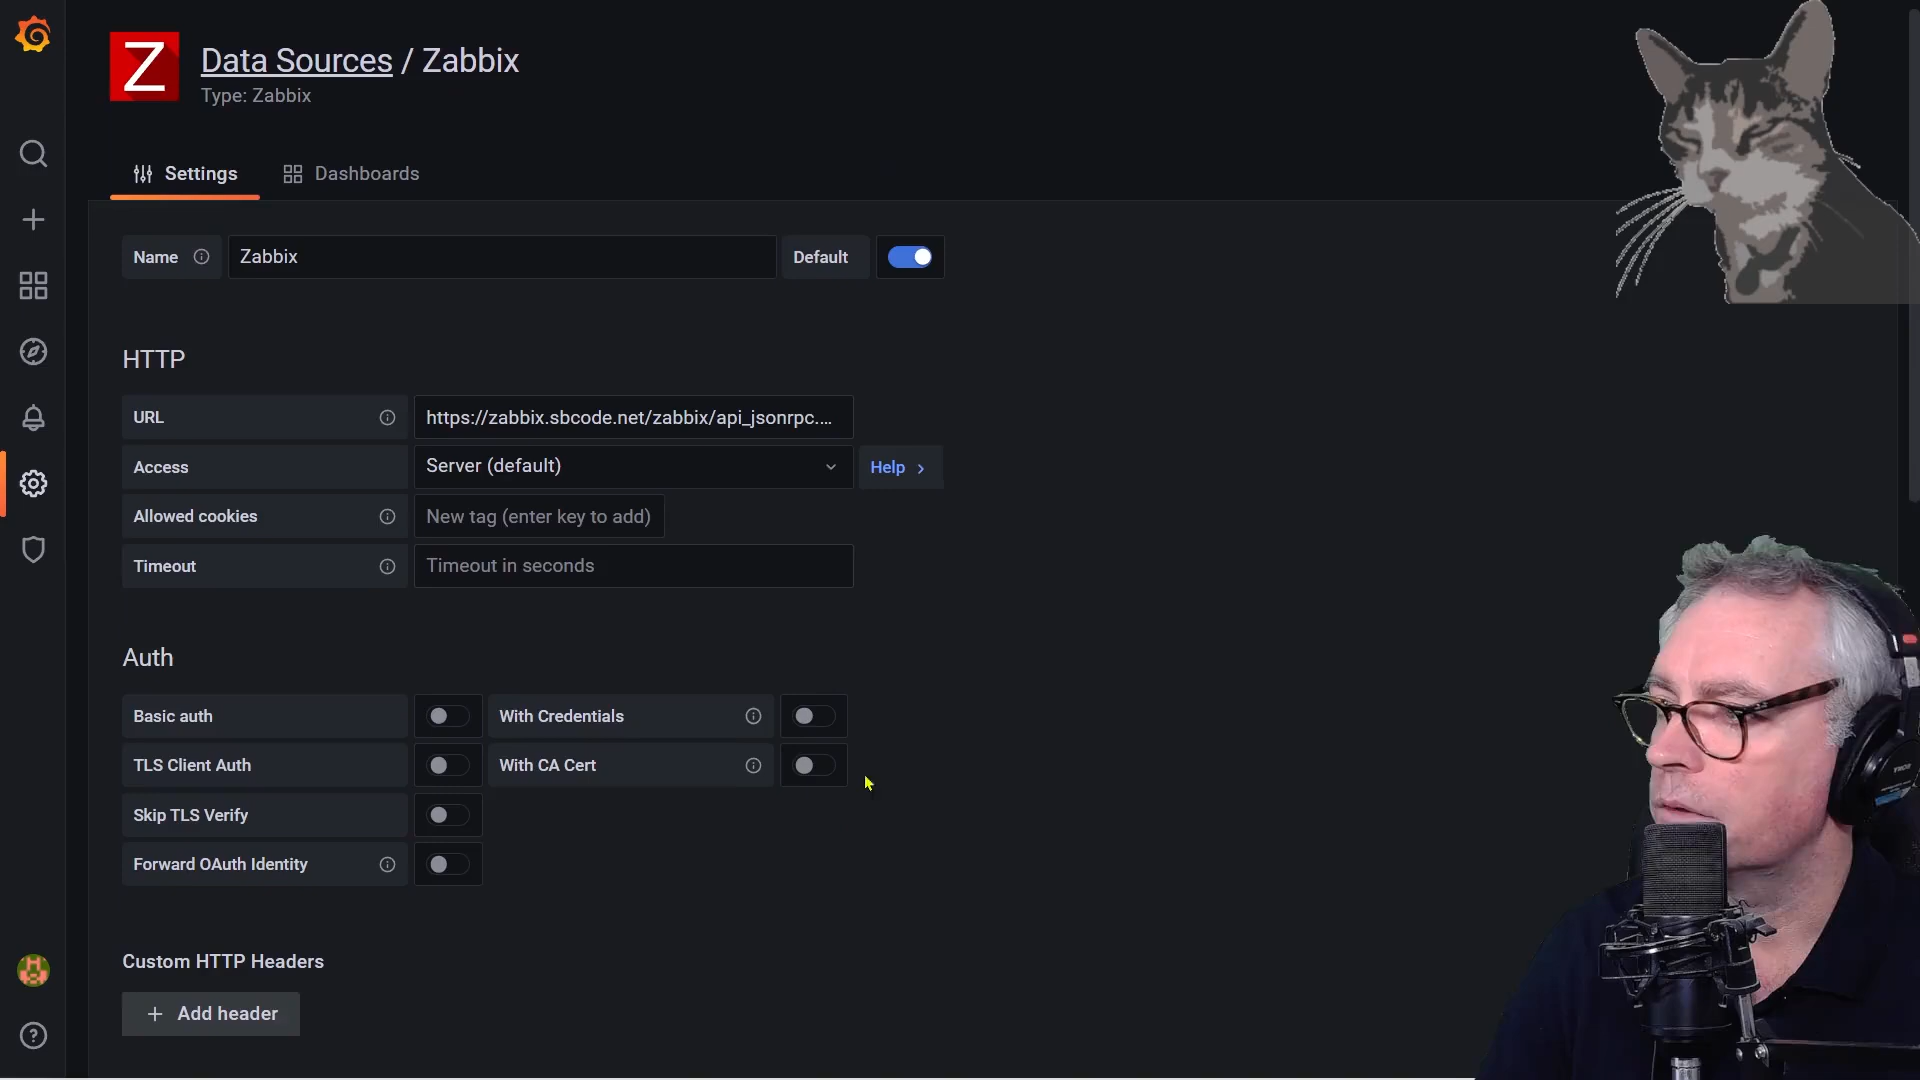 Z
Data Sources / Zabbix
Type: Zabbix
Settings
Dashboards
Name
Zabbix
Default
HTTP
URL
https://zabbix.sbcode.net/zabbix/api_jsonrpc....
Access
Server (default)
Help
Allowed cookies
New tag (enter key to add)
Timeout
Timeout in seconds
Auth
Basic auth
With Credentials
TLS Client Auth
With CA Cert
Skip TLS Verify
Forward OAuth Identity
Custom HTTP Headers
+ Add header